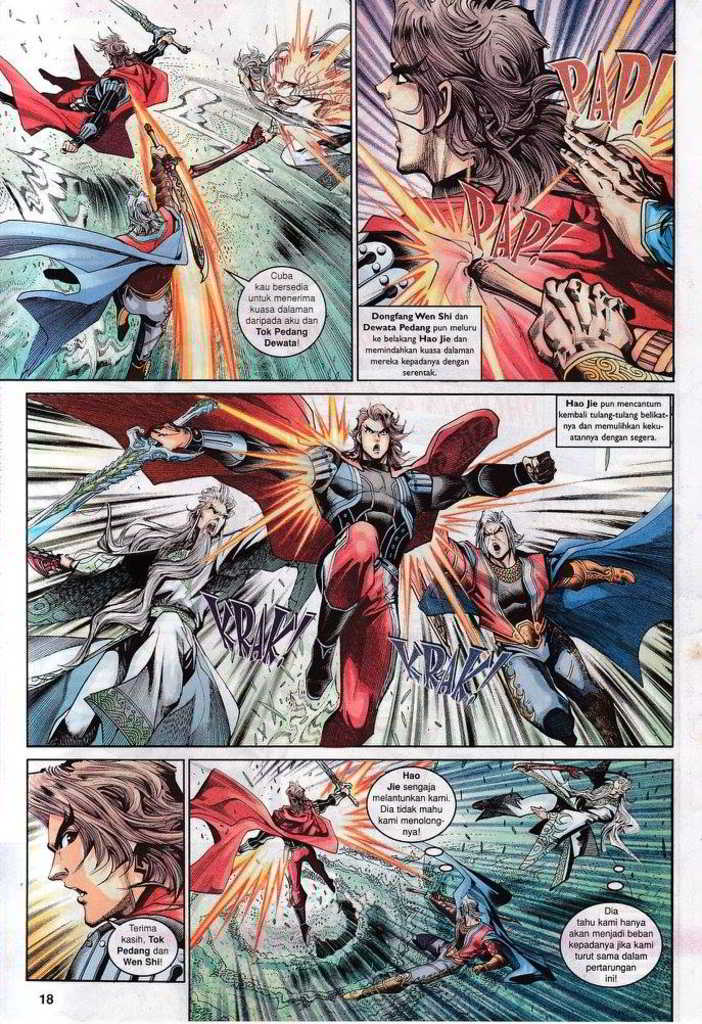 Cuba
kau bersedia
untuk menerima
kuasa dalaman
daripada aku dan
Tok Pedang
Dewata!
PAP!
PAP!
Dongfang Wen Shi dan
Dewata Pedang pun meluru
ke belakang Hao Jie dan
memindahkan kuasa dalaman
mereka kepadanya dengan
serentak.
Hao Jie pun mencantum
kembali tulang-tulang belikat-
nya dan memulihkan keku-
atannya dengan segera.
KRAK!
KRAK!
Terima
kasih, Tok
Pedang dan
Wen Shi!
Hao
Jie sengaja
melantunkan kami.
Dia tidak mahu
kami menolong-
nya!
Dia
tahu kami hanya
akan menjadi beban
kepadanya jika kami
turut sama dalam
pertarungan
ini!
18